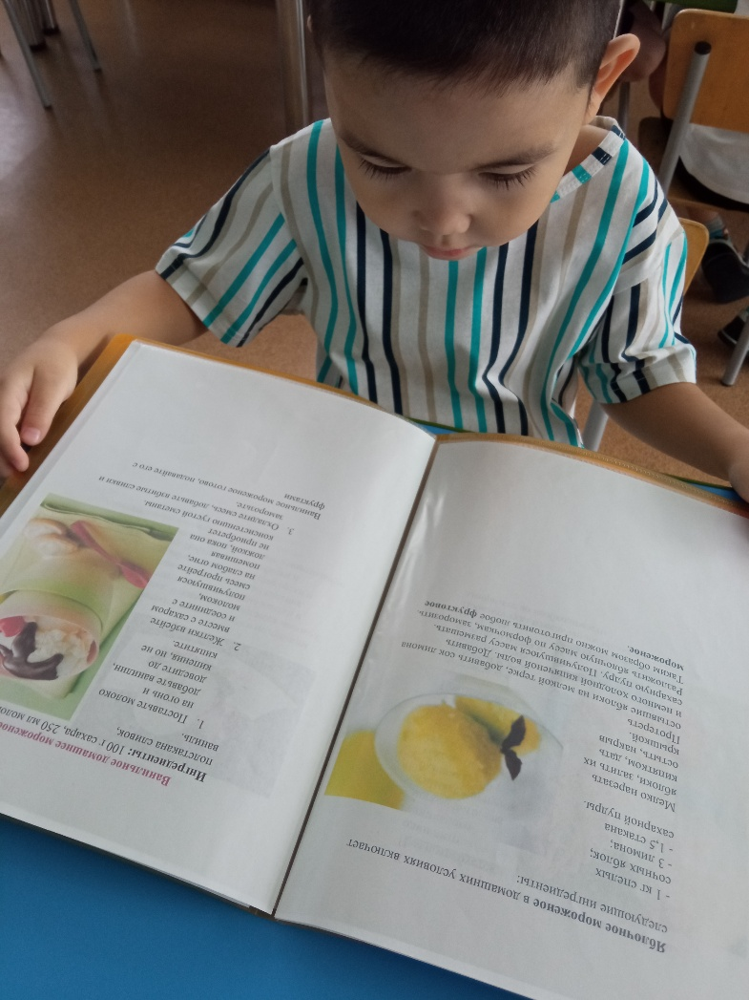 Яблочное мороженое в домашних условиях включает
следующие ингредиенты:
- 1 кг спелых
сочных яблок;
- 3 лимона;
- 1,5 стакана
сахарной пудры.
Мелко нарезать
яблоки, залить их
кипятком, дать
остыть, накрыв
крышкой.
Протереть
остывшие яблоки на мелкой терке, добавить сок лимона
и немного холодной кипяченой воды. Добавить
сахарную пудру. Получившуюся массу размешать.
Разложить яблочную массу по формочкам, заморозить.
Таким образом можно приготовить любое фруктовое
мороженое.
Ванильное домашнее мороженое
Ингредиенты: 100 г сахара, 250 мл
полстакана сливок,
ваниль,
1. Поставьте молоко
на огонь и
добавьте ванилин,
доведите до
кипения, но не
кипятите.
2 Желтки взбейте
вместе с сахаром
и соедините с
молоком,
получившуюся
смесь прогрейте
на слабом огне,
помешивая
ложкой, пока она
не приобретет
консистенцию густой сметаны.
3. Охладите смесь, добавьте взбитые сливки и
заморозьте.
Ванильное мороженое готово, подавайте его с
фруктами